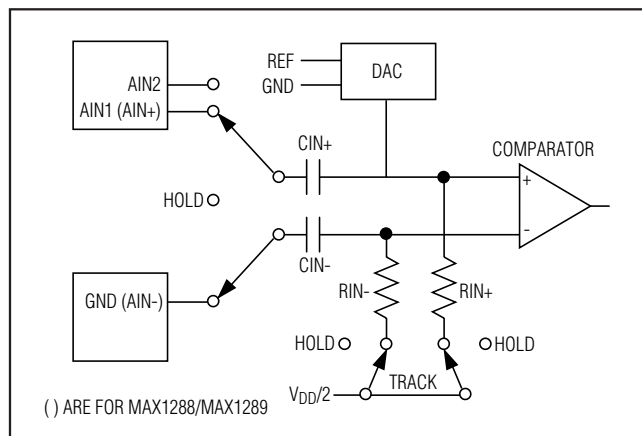 REF
GND
DAC
AIN2
AIN1 (AIN+)
CIN+
COMPARATOR
+
-
HOLD
CIN-
GND (AIN-)
RIN-
RIN+
HOLD
HOLD
TRACK
VDD/2
( ) ARE FOR MAX1288/MAX1289